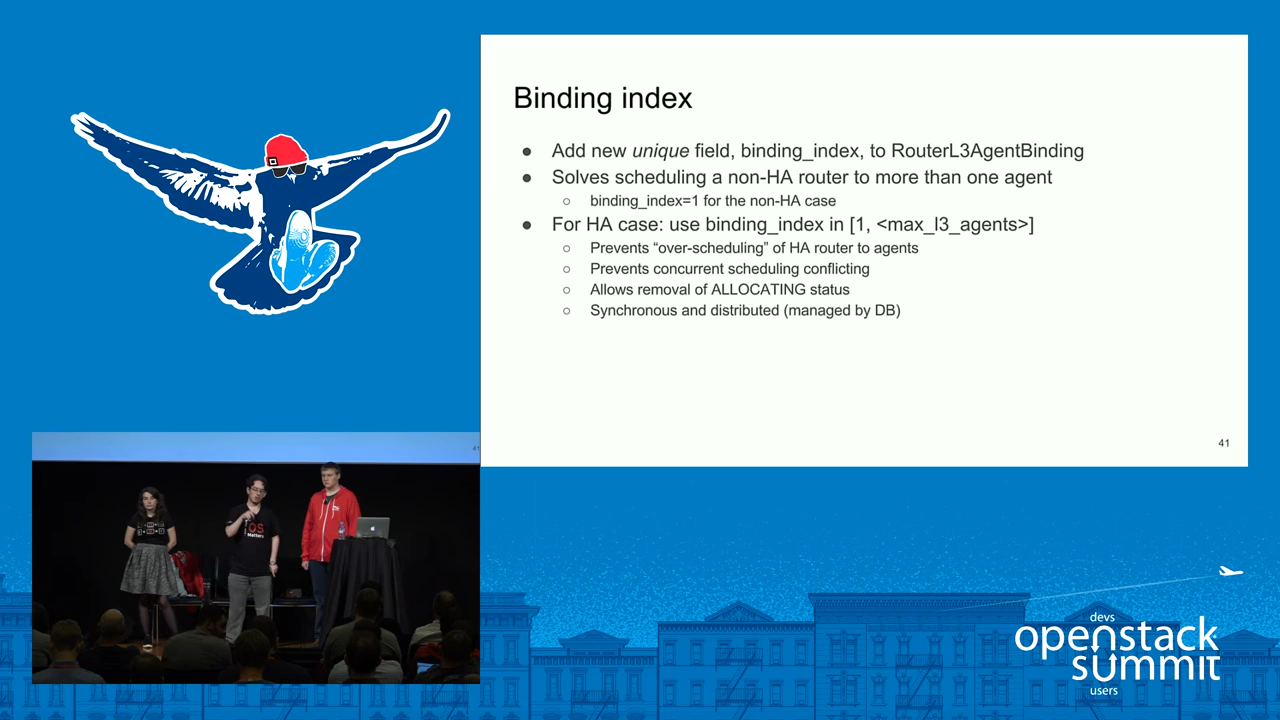 Binding index
● Add new unique field, binding_index, to RouterL3AgentBinding
● Solves scheduling a non-HA router to more than one agent
○ binding_index=1 for the non-HA case
● For HA case: use binding_index in [1, <max_l3_agents>]
○ Prevents “over-scheduling” of HA router to agents
○ Prevents concurrent scheduling conflicting
○ Allows removal of ALLOCATING status
○ Synchronous and distributed (managed by DB)
41
41
OS
Matters
devs
openstack
summit
users